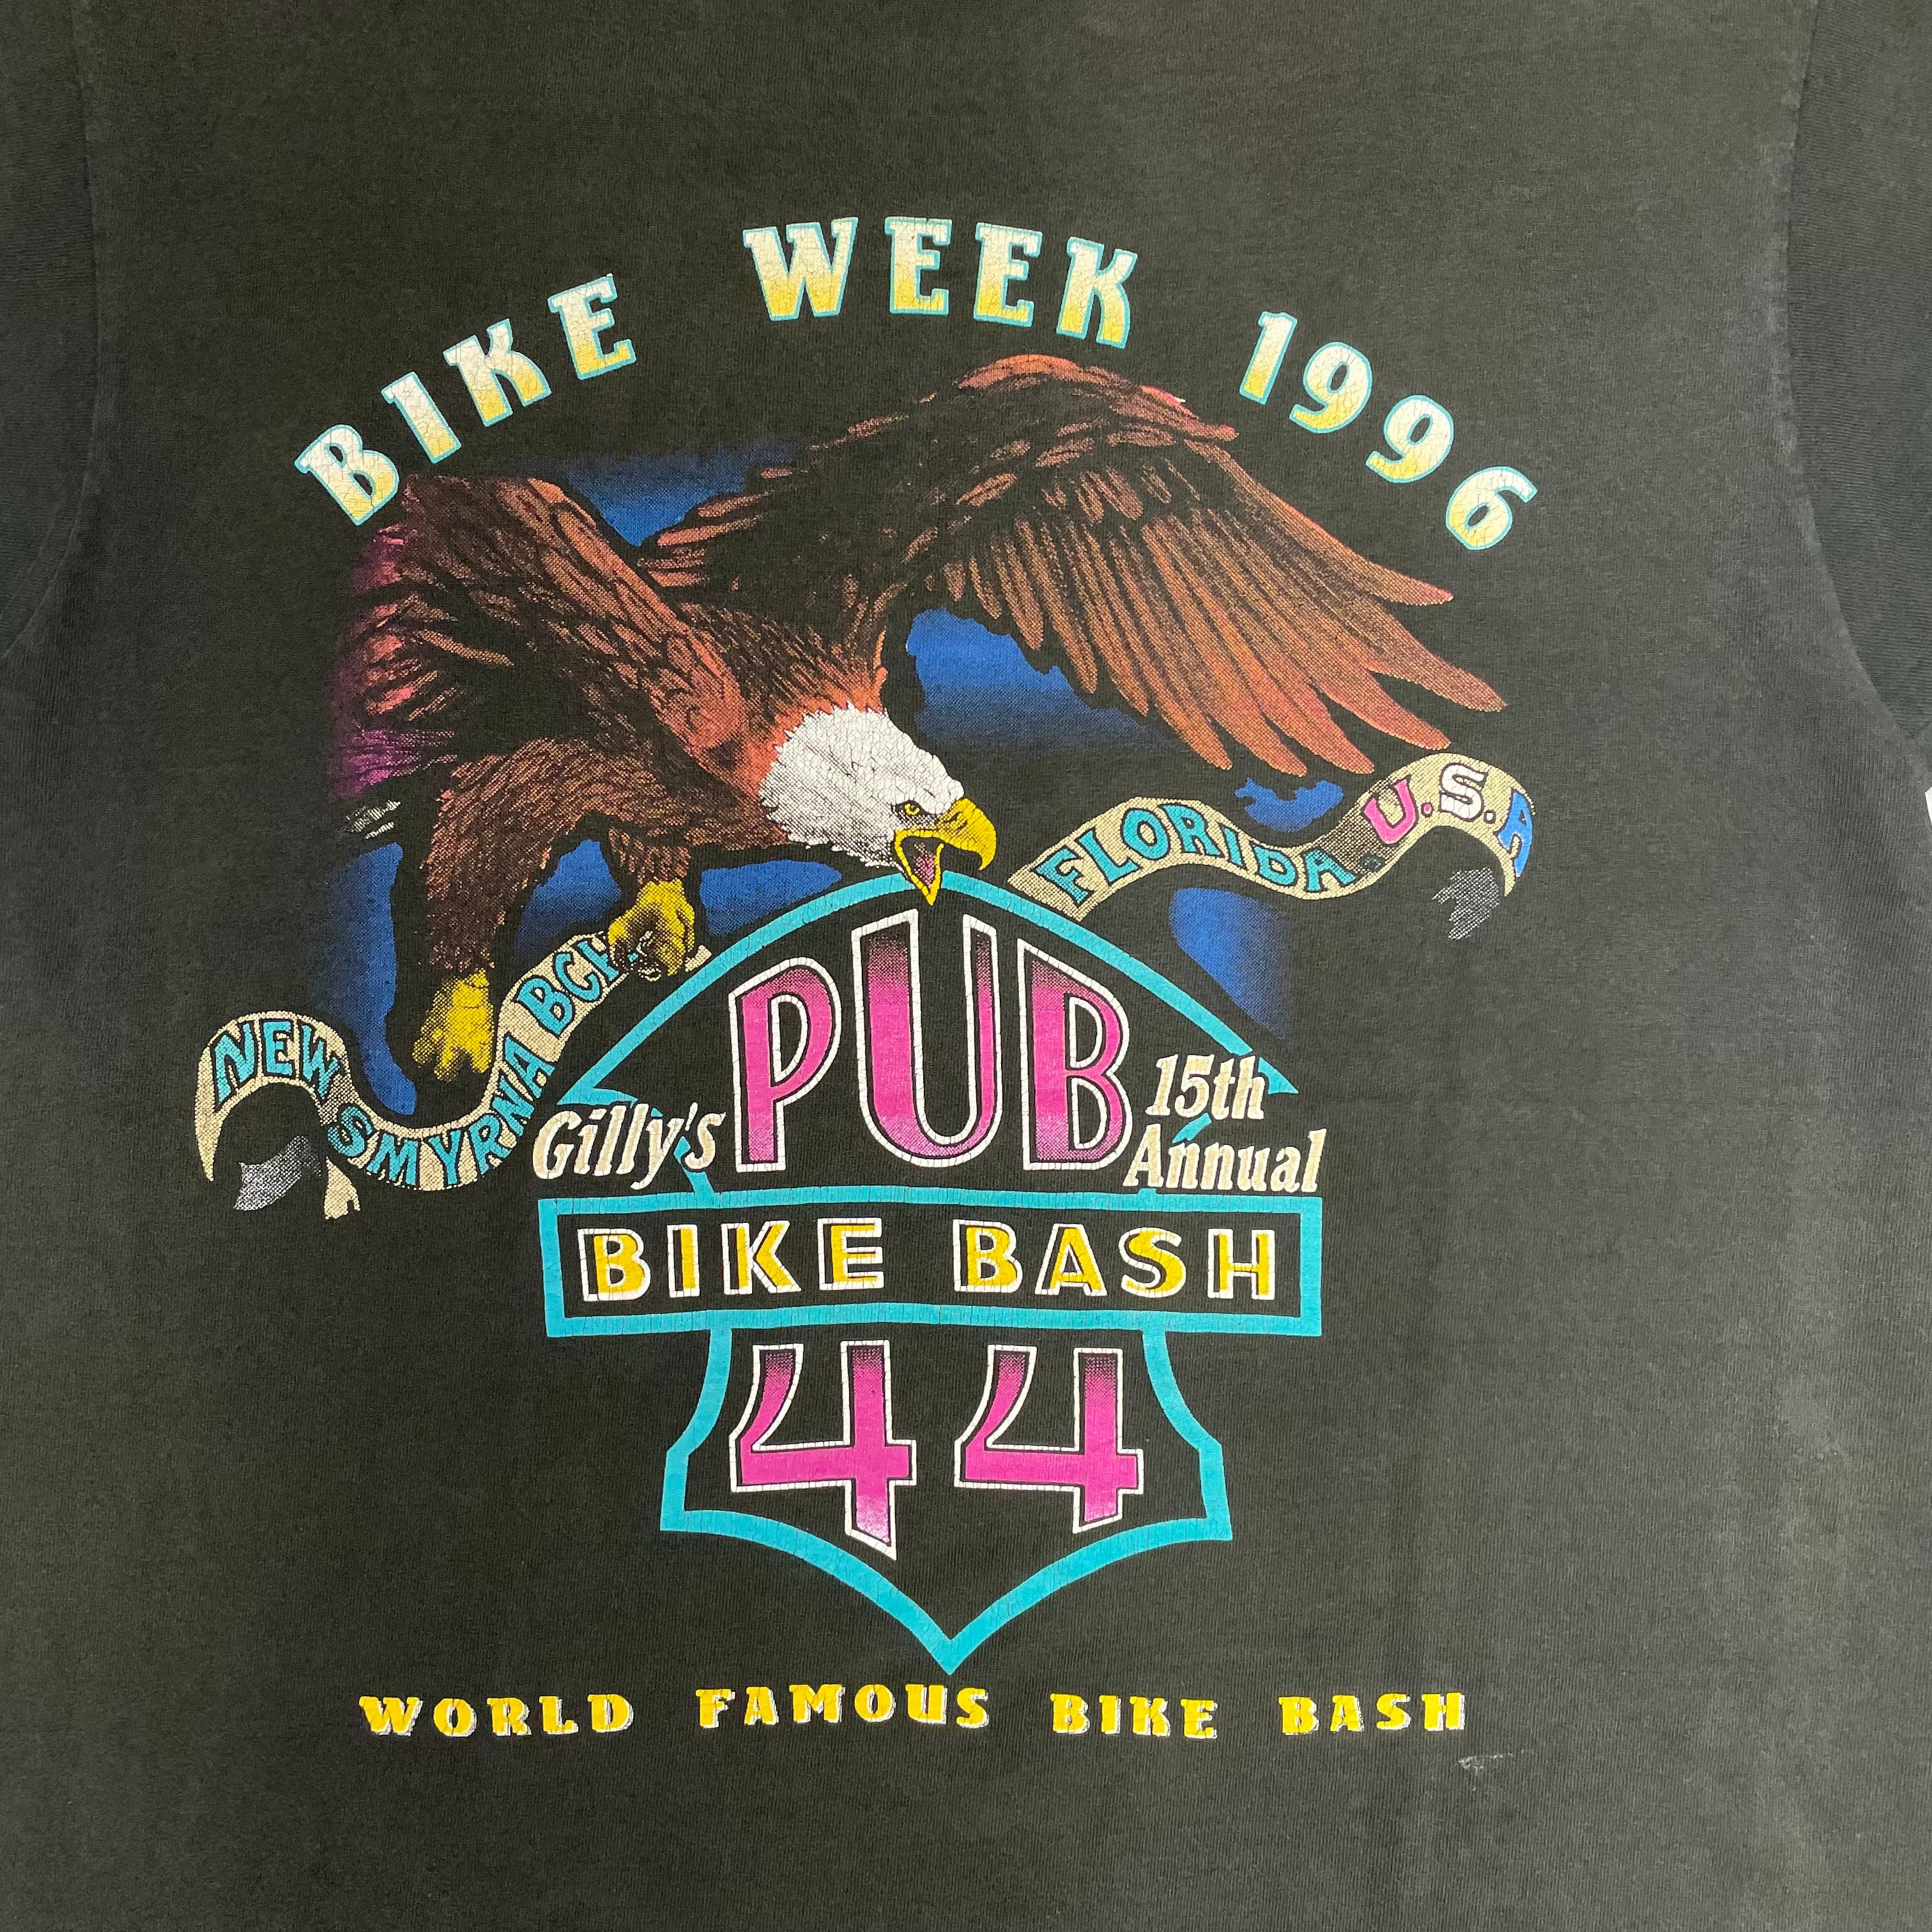 BIKE WEEK 1996
NEW SMYRNA BCH
FLORIDA U.S.A
Gilly's
PUB
15th
Annual
BIKE BASH
44
WORLD FAMOUS BIKE BASH